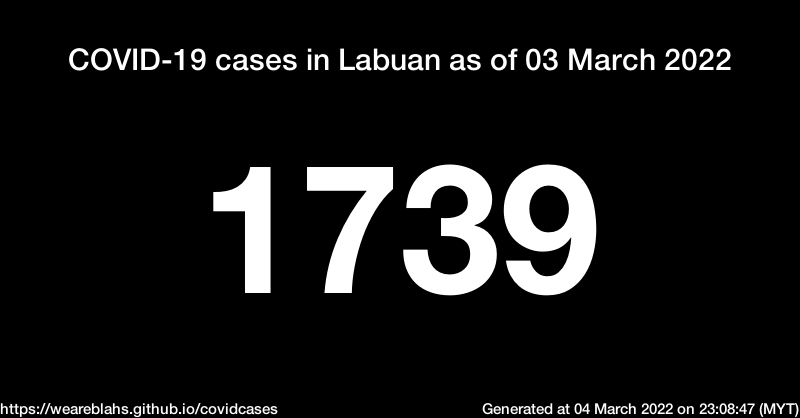 COVID-19 cases in Labuan as of 03 March 2022
1739
https://weareblahs.github.io/covidcases
Generated at 04 March 2022 on 23:08:47 (MYT)